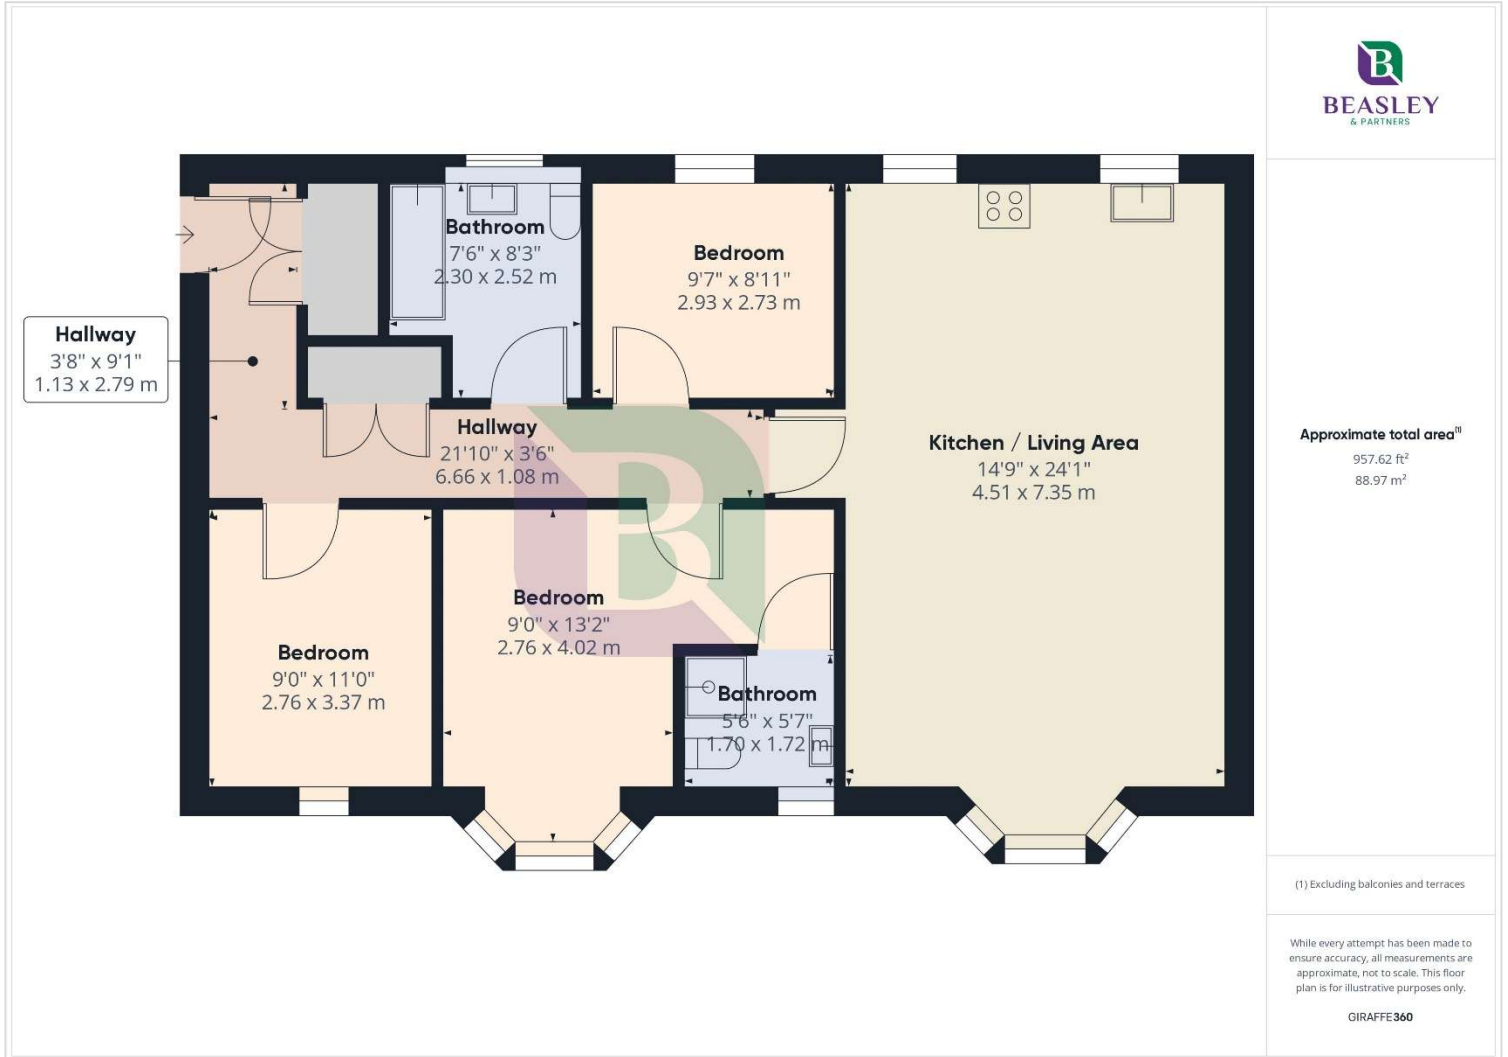 B
BEASLEY
& PARTNERS
Bathroom
7'6" x 8'3"
2.30 x 2.52 m
Bedroom
9'7" x 8'11"
2.93 x 2.73 m
Hallway
3'8" x 9'1"
1.13 x 2.79 m
Hallway
21'10" x 3'6"
6.66 x 1.08 m
Kitchen / Living Area
14'9" x 24'1"
4.51 x 7.35 m
B
Bedroom
9'0" x 11'0"
2.76 x 3.37 m
Bedroom
9'0" x 13'2"
2.76 x 4.02 m
Bathroom
5'6" x 5'7"
1.70 x 1.72 m
Approximate total area(1)
957.62 ft²
88.97 m²
(1) Excluding balconies and terraces
While every attempt has been made to
ensure accuracy, all measurements are
approximate, not to scale. This floor
plan is for illustrative purposes only.
GIRAFFE360